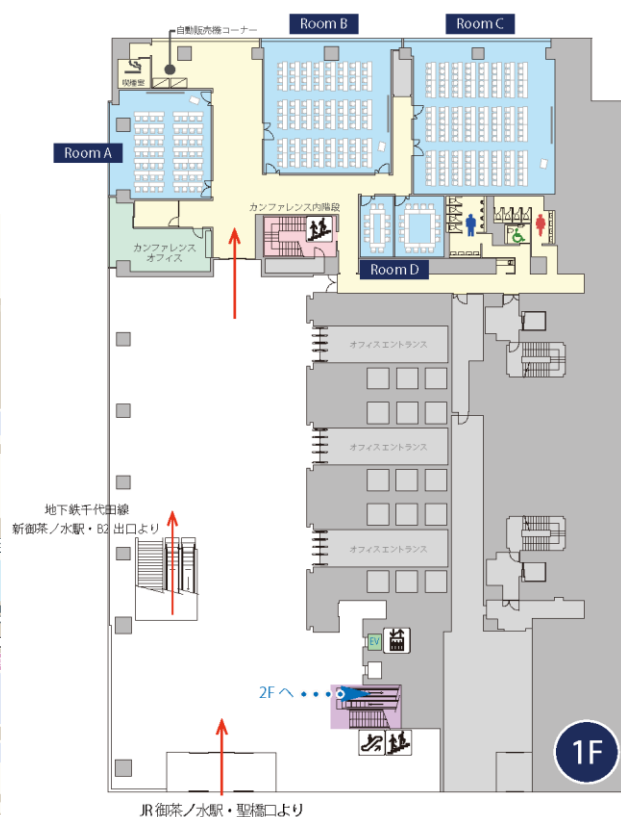 Room B
Room C
自動販売機コーナー
喫煙室
Room A
カンファレンス内階段
カンファレンス
オフィス
Room D
オフィスエントランス
オフィスエントランス
オフィスエントランス
地下鉄千代田線
新御茶ノ水駅・B2 出口より
EV
2F へ
1F
JR 御茶ノ水駅・聖橋口より